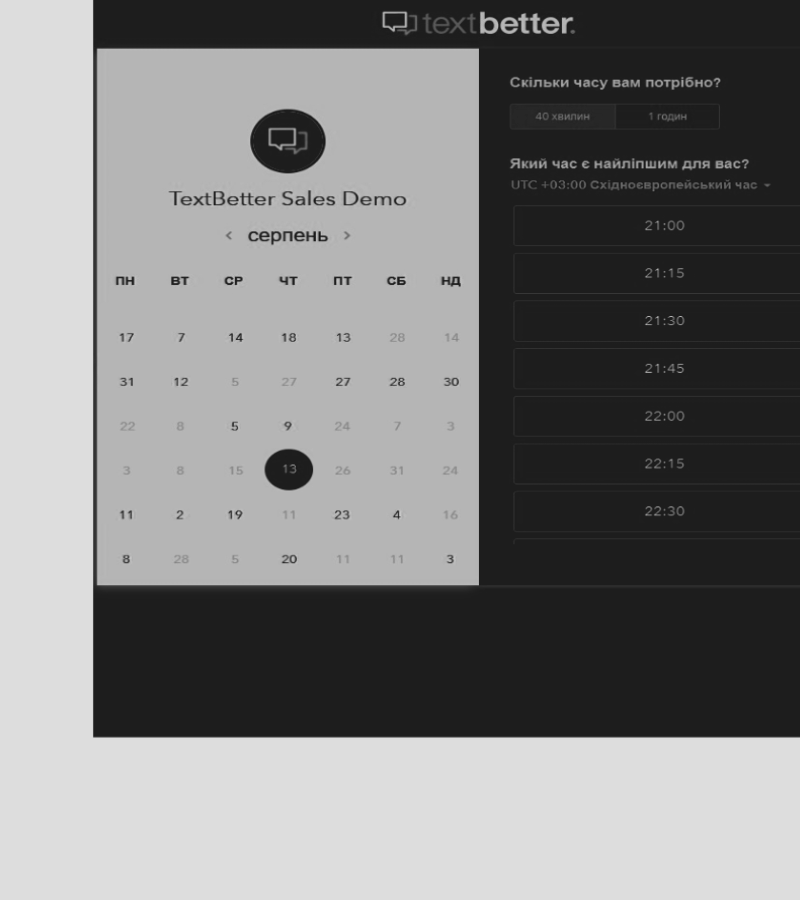 textbetter.
TextBetter Sales Demo
< серпень >
ПН ВТ СР ЧТ ПТ СБ НД
17 7 14 18 13 28 14
31 12 5 27 27 28 30
22 8 5 9 24 7 3
3 8 15 13 26 31 24
11 2 19 11 23 4 16
8 28 5 20 11 11 3
Скільки часу вам потрібно?
40 хвилин 1 годин
Який час є найліпшим для вас?
UTC +03:00 Східноєвропейський час
21:00
21:15
21:30
21:45
22:00
22:15
22:30